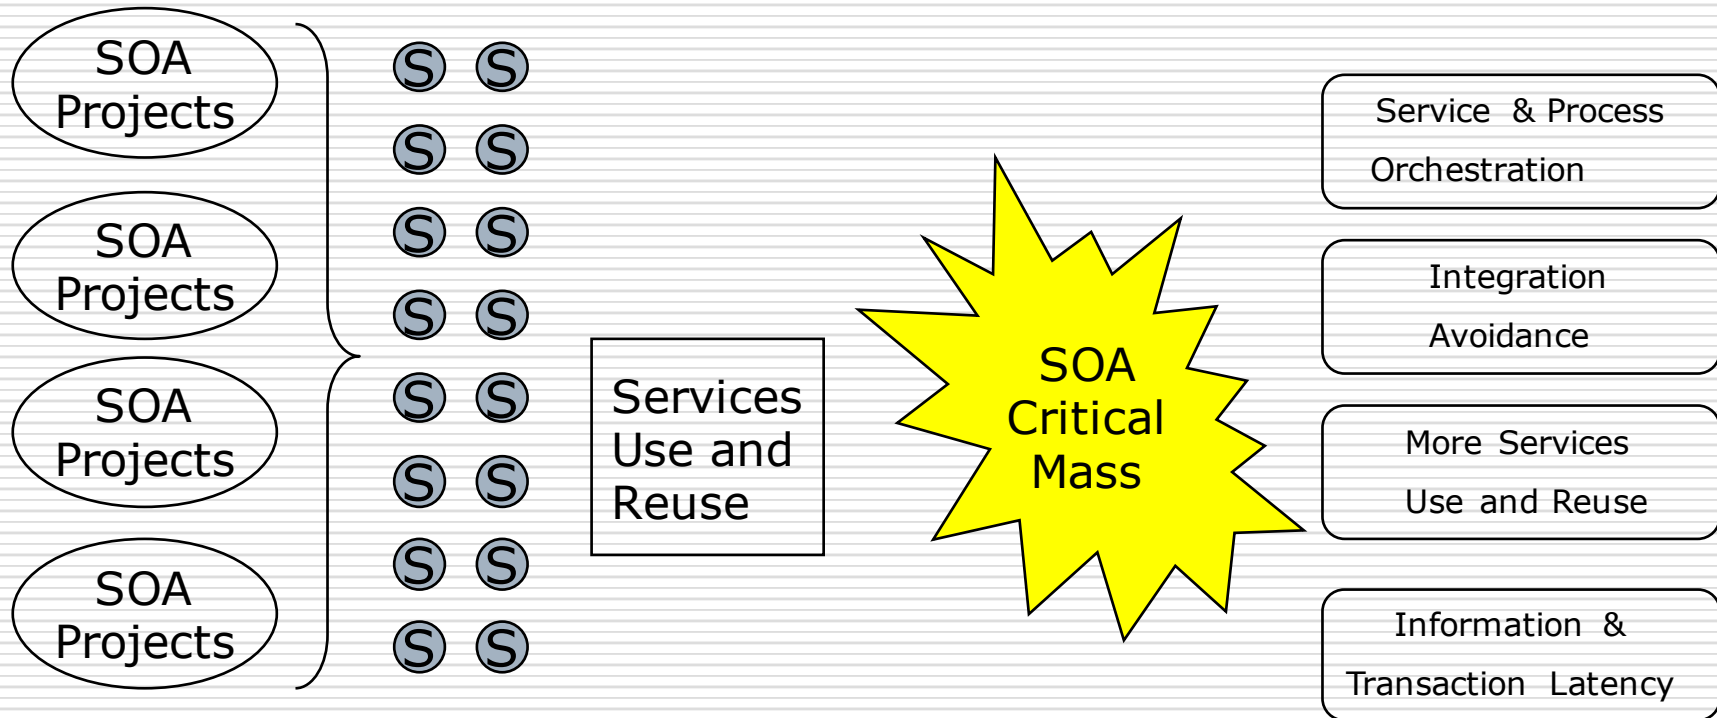 SOA
Projects
SOA
Projects
SOA
Projects
SOA
Projects
S S
S S
S S
S S
S S
S S
S S
S S
Services
Use and
Reuse
SOA
Critical
Mass
Service & Process
Orchestration
Integration
Avoidance
More Services
Use and Reuse
Information &
Transaction Latency